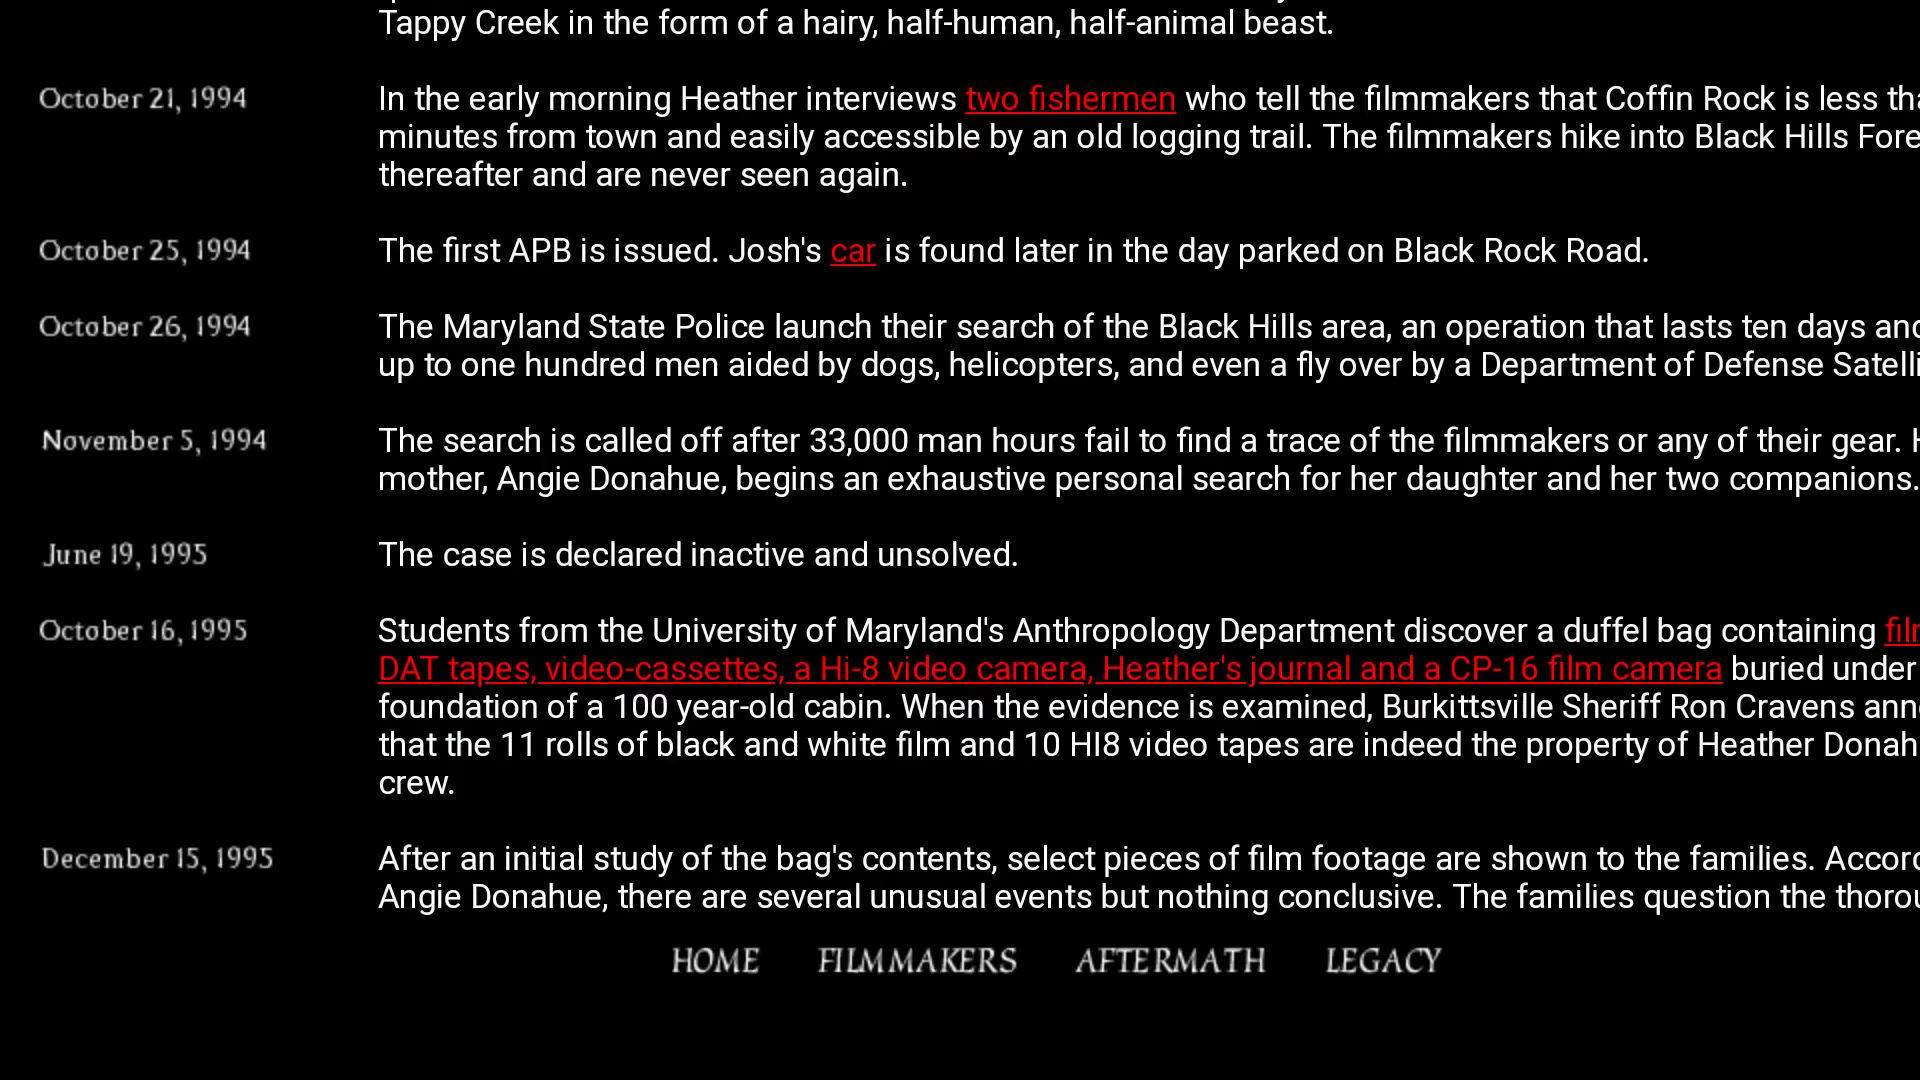 Tappy Creek in the form of a hairy, half-human, half-animal beast.
October 21, 1994
In the early morning Heather interviews two fishermen who tell the filmmakers that Coffin Rock is less
minutes from town and easily accessible by an old logging trail. The filmmakers hike into Black Hills
thereafter and are never seen again.
October 25, 1994
The first APB is issued. Josh's car is found later in the day parked on Black Rock Road.
October 26, 1994
The Maryland State Police launch their search of the Black Hills area, an operation that lasts ten days
up to one hundred men aided by dogs, helicopters, and even a fly over by a Department of Defense
November 5, 1994
The search is called off after 33,000 man hours fail to find a trace of the filmmakers or any of their gear.
mother, Angie Donahue, begins an exhaustive personal search for her daughter and her two companions.
June 19, 1995
The case is declared inactive and unsolved.
October 16, 1995
Students from the University of Maryland's Anthropology Department discover a duffel bag containing
DAT tapes, video-cassettes, a Hi-8 video camera, Heather's journal and a CP-16 film camera buried under
foundation of a 100 year-old cabin. When the evidence is examined, Burkittsville Sheriff Ron Cravens
that the 11 rolls of black and white film and 10 HI8 video tapes are indeed the property of Heather
crew.
December 15, 1995
After an initial study of the bag's contents, select pieces of film footage are shown to the families.
Angie Donahue, there are several unusual events but nothing conclusive. The families question the
HOME FILMMAKERS AFTERMATH LEGACY